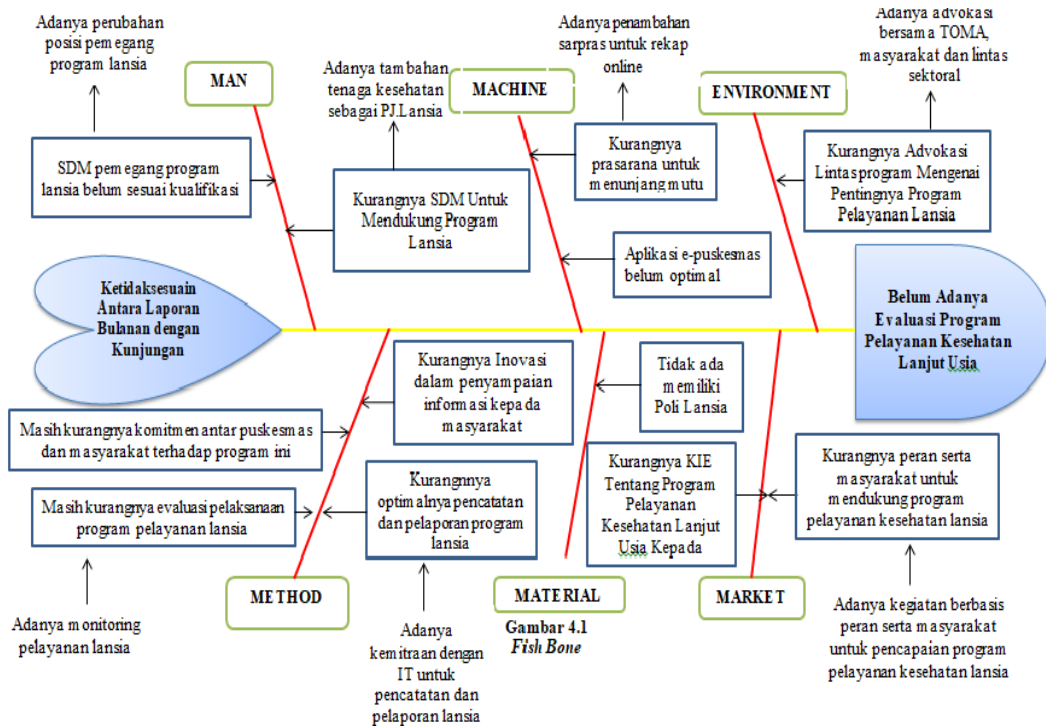 Adanya perubahan
posisi pemegang
program lansia
MAN
Adanya tambahan
tenaga kesehatan
sebagai PJ.Lansia
MACHINE
Adanya penambahan
sarpras untuk rekap
online
ENVIRONMENT
Adanya advokasi
bersama TOMA,
masyarakat dan lintas
sektoral
SDM pemegang program
lansia belum sesuai kualifikasi
Kurangnya SDM Untuk
Mendukung Program
Lansia
Kurangnya
prasarana untuk
menunjang mutu
Kurangnya Advokasi
Lintasprogram Mengenai
Pentingnya Program
Pelayanan Lansia
Aplikasi e-puskesmas
belum optimal
Ketidaksesuain
Antara Laporan
Bulanan dengan
Kunjungan
Belum Adanya
Evaluasi Program
Pelayanan Kesehatan
Lanjut Usia
Kurangnya Inovasi
dalam penyampaian
informasi kepada
masyarakat
Tidak ada
memiliki
Poli Lansia
Masih kurangnya komitmen antar puskesmas
dan masyarakat terhadap program ini
Kurangnya KIE
Tentang Program
Pelayanan
Kesehatan Lanjut
Usia Kepada
Kurangnya peran serta
masyarakat untuk
mendukung program
pelayanan kesehatan lansia
Masih kurangnya evaluasi pelaksanaan
program pelayanan lansia
Kurangnnya
optimalnya pencatatan
dan pelaporan program
lansia
METHOD
MATERIAL
MARKET
Gambar 4.1
Fish Bone
Adanya monitoring
pelayanan lansia
Adanya
kemitraan dengan
IT untuk
pencatatan dan
pelaporan lansia
Adanya kegiatan berbasis
peran serta masyarakat
untuk pencapaian program
pelayanan kesehatan lansia